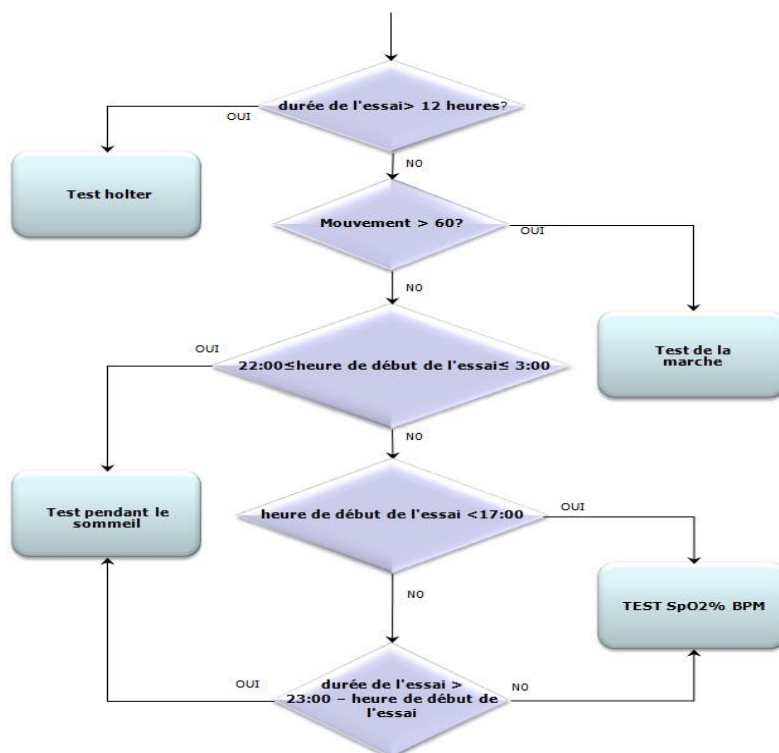 durée de l'essai> 12 heures?
OUI
NO
Test holter
Mouvement > 60?
OUI
NO
OUI
22:00≤heure de début de l'essai≤ 3:00
Test de la
marche
NO
Test pendant le
sommeil
heure de début de l'essai <17:00
OUI
NO
TEST SpO2% BPM
OUI
durée de l'essai >
23:00 – heure de début de
l'essai
NO